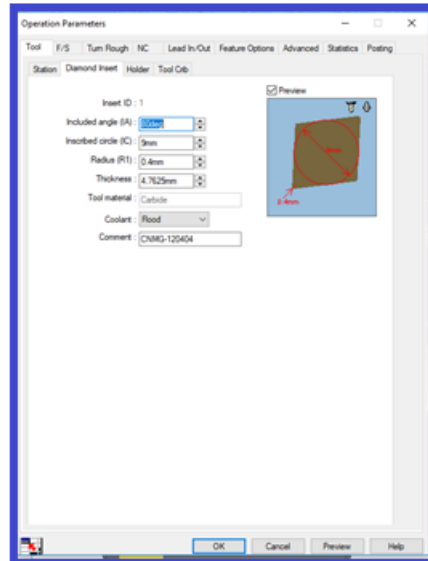 Operation Parameters
Tool F/S Turn Rough NC Lead In/Out Feature Options Advanced Statistics Posting
Station Diamond Insert Holder Tool Crib
Preview
Insert ID : 1
Included angle (IA) : 80deg
Inscribed circle (IC) : 9mm
Radius (R1) : 0.4mm
Thickness : 4.7625mm
Tool material : Carbide
Coolant : Flood
Comment : CNMG-120404
9mm
0.4mm
OK Cancel Preview Help